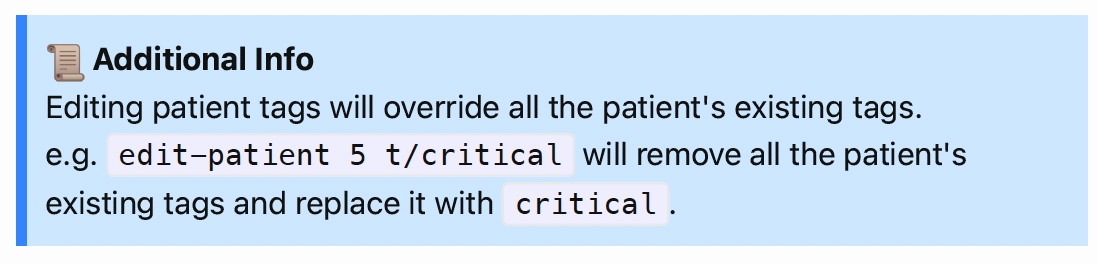 Additional Info
Editing patient tags will override all the patient's existing tags.
e.g. edit-patient 5 t/critical will remove all the patient's
existing tags and replace it with critical.